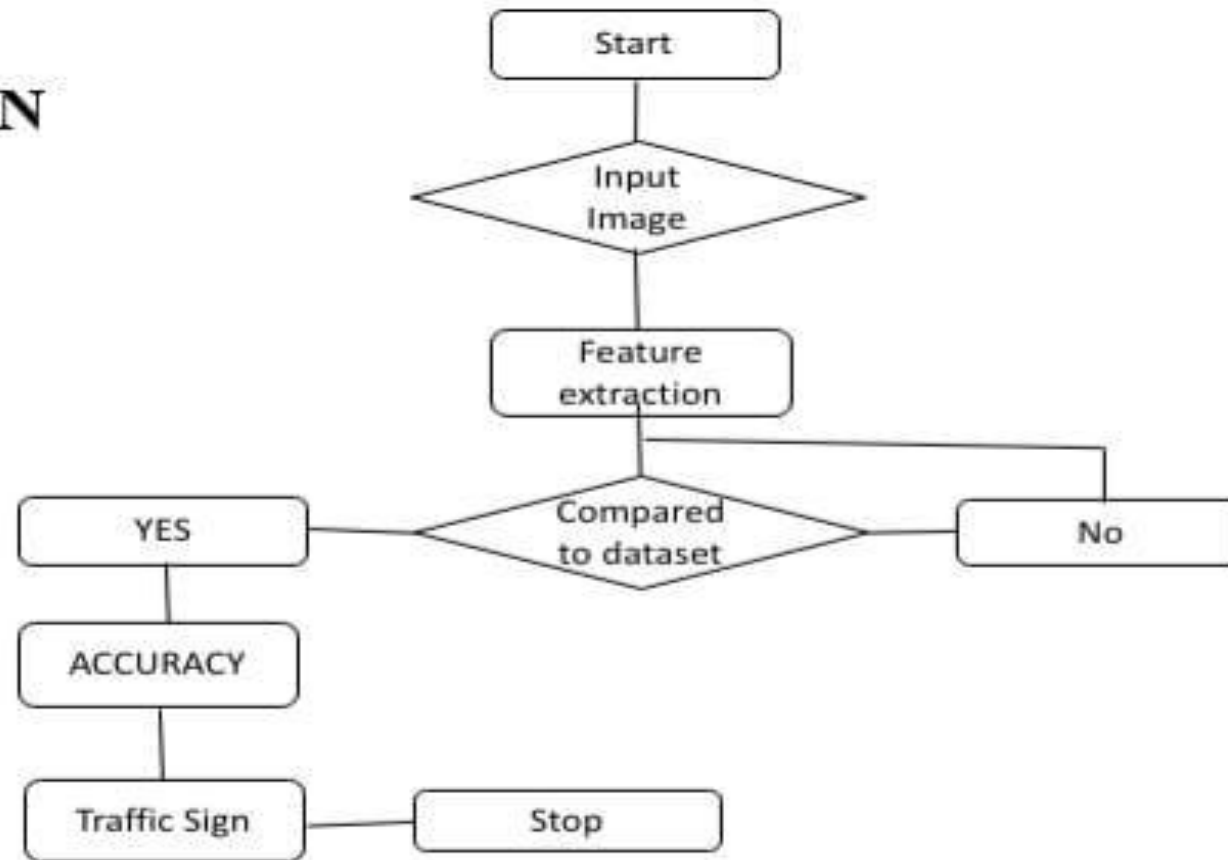 N
Start
Input
Image
Feature
extraction
Compared
to dataset
YES
No
ACCURACY
Traffic Sign
Stop